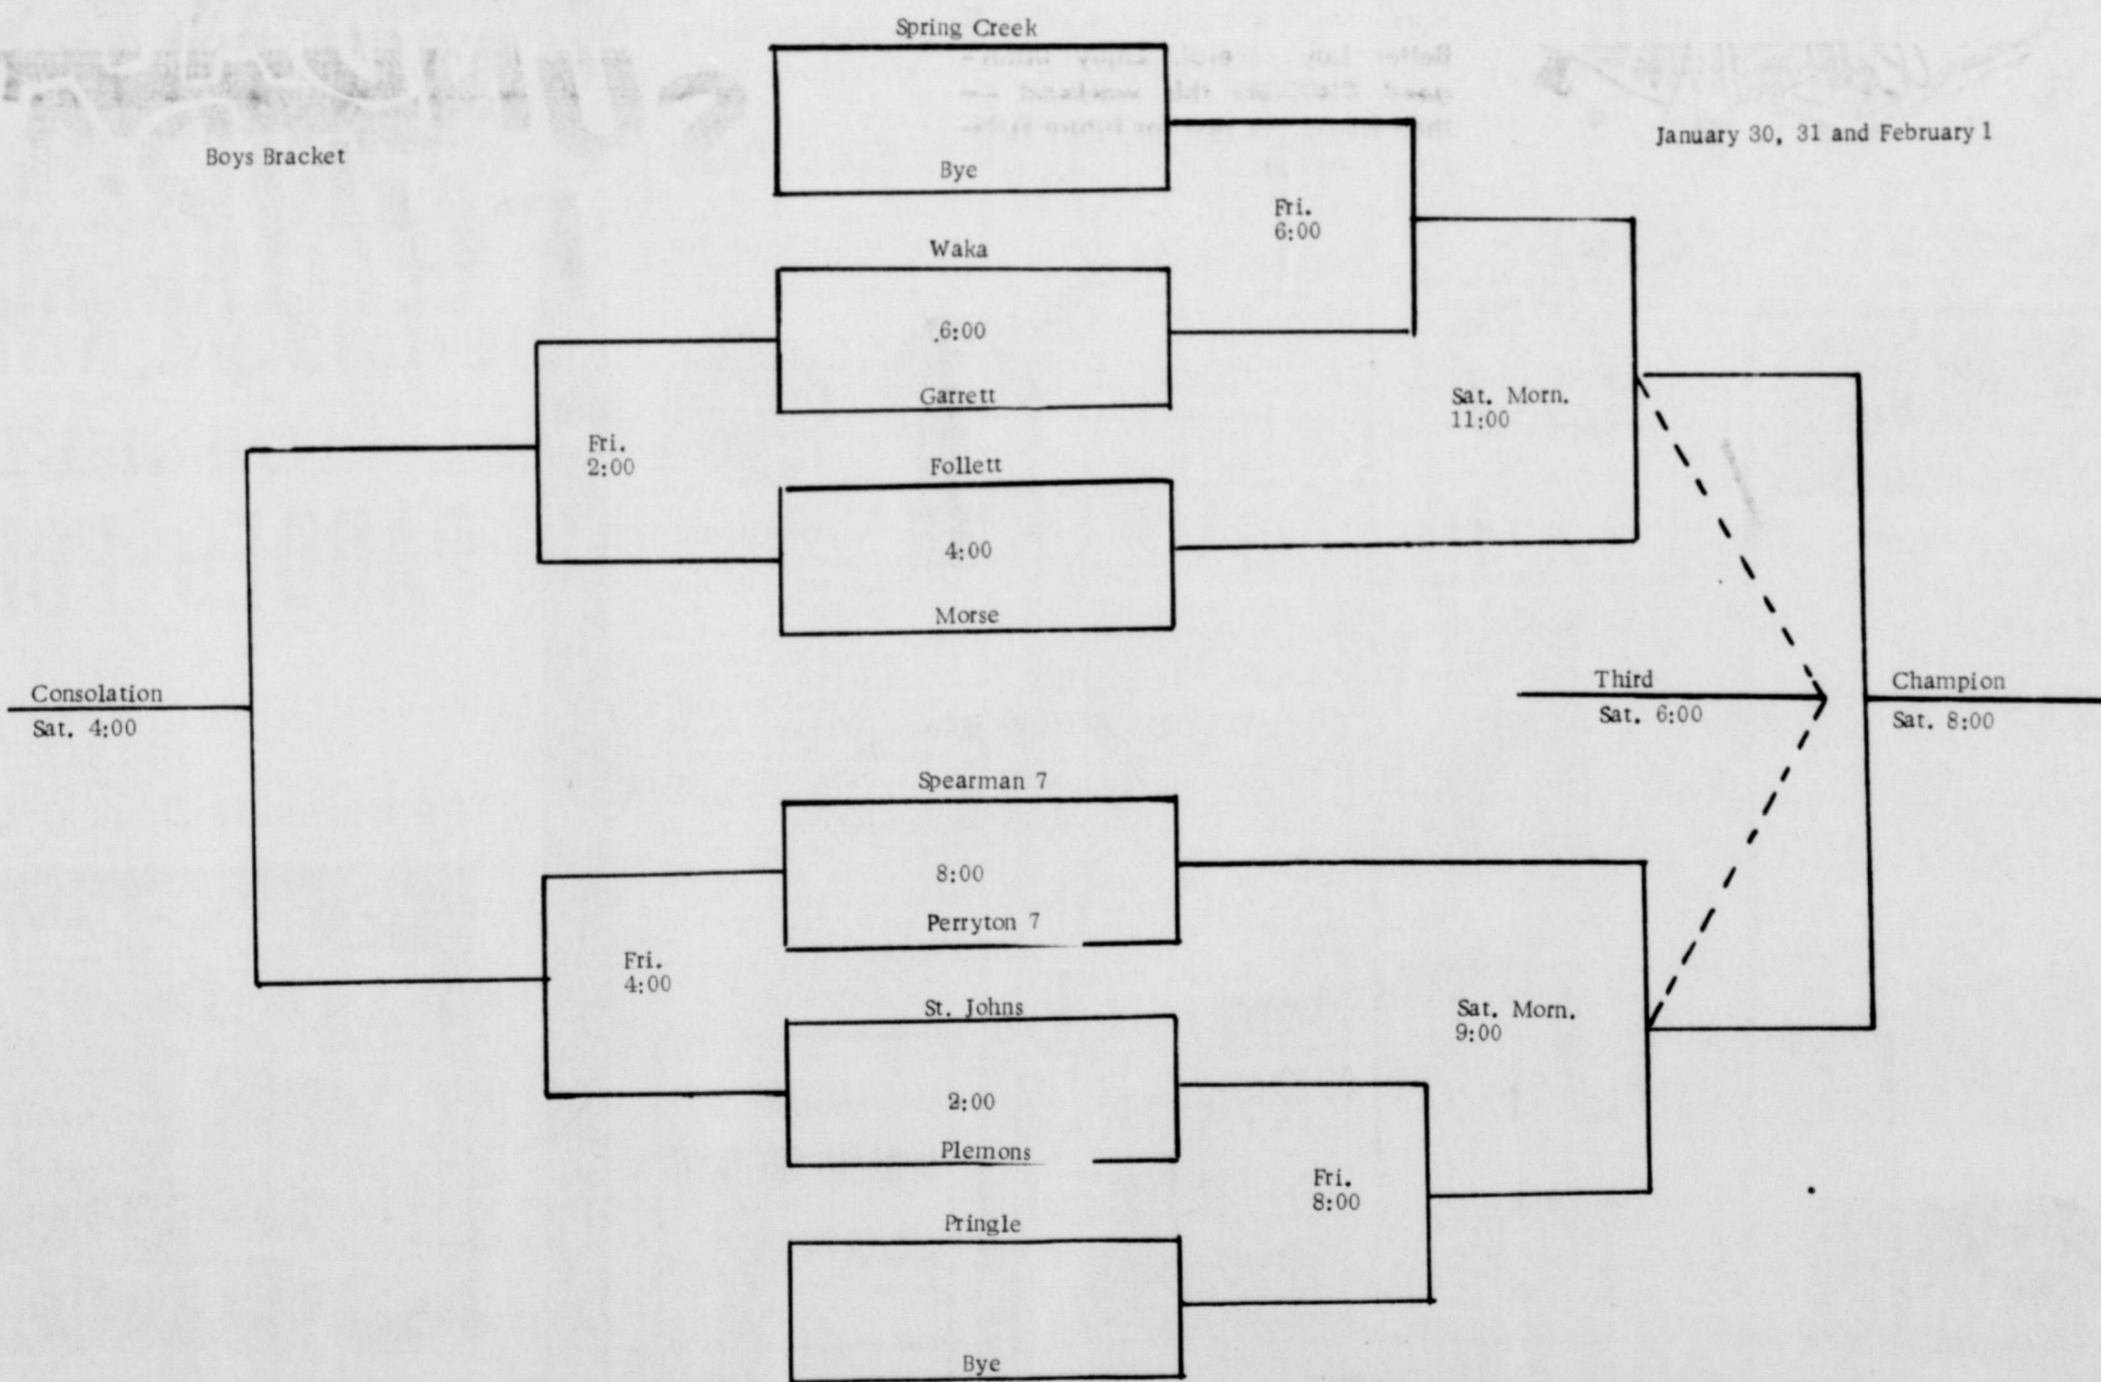 Boys Bracket
January 30, 31 and February 1
Spring Creek
Bye
Fri.
6:00
Waka
6:00
Garrett
Sat. Morn.
11:00
Fri.
2:00
Follett
4:00
Morse
Consolation
Sat. 4:00
Third
Sat. 6:00
Champion
Sat. 8:00
Spearman 7
8:00
Perryton 7
Fri.
4:00
St. Johns
2:00
Plemons
Sat. Morn.
9:00
Fri.
8:00
Pringle
Bye